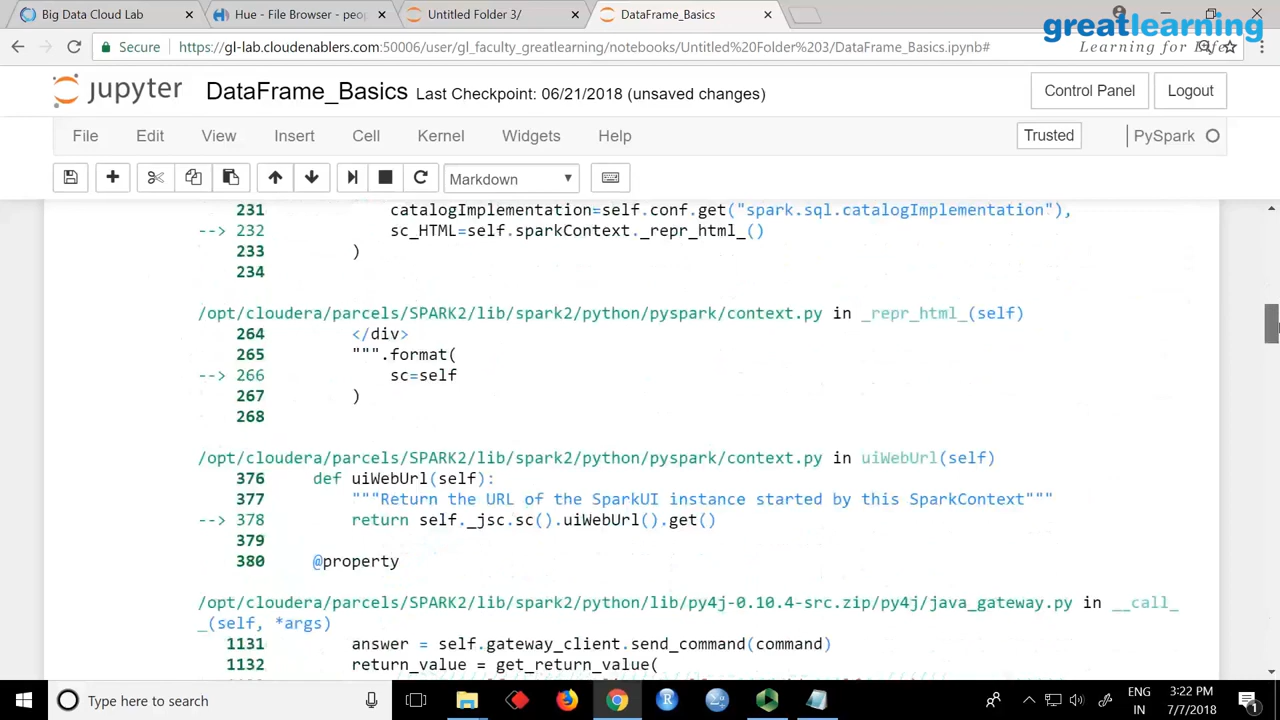 Big Data Cloud Lab
Hue - File Browser - peop
Untitled Folder 3/
DataFrame_Basics
greatlearning
Learning for Life
Secure
https://gl-lab.cloudenablers.com:50006/user/gl_faculty_greatlearning/notebooks/Untitled%20Folder%203/DataFrame_Basics.ipynb#
jupyter
DataFrame_Basics Last Checkpoint: 06/21/2018 (unsaved changes)
Control Panel
Logout
File Edit View Insert Cell Kernel Widgets Help
Trusted
PySpark
Markdown
231 catalogImplementation=self.conf.get("spark.sql.catalogImplementation"),
--> 232 sc_HTML=self.sparkContext._repr_html_()
233 )
234
/opt/cloudera/parcels/SPARK2/lib/spark2/python/pyspark/context.py in _repr_html_(self)
264 </div>
265 """.format(
--> 266 sc=self
267 )
268
/opt/cloudera/parcels/SPARK2/lib/spark2/python/pyspark/context.py in uiWebUrl(self)
376 def uiWebUrl(self):
377 """Return the URL of the SparkUI instance started by this SparkContext"""
--> 378 return self._jsc.sc().uiWebUrl().get()
379
380 @property
/opt/cloudera/parcels/SPARK2/lib/spark2/python/lib/py4j-0.10.4-src.zip/py4j/java_gateway.py in __call_
_(self, *args)
1131 answer = self.gateway_client.send_command(command)
1132 return_value = get_return_value(
Type here to search
ENG
IN
3:22 PM
7/7/2018
1